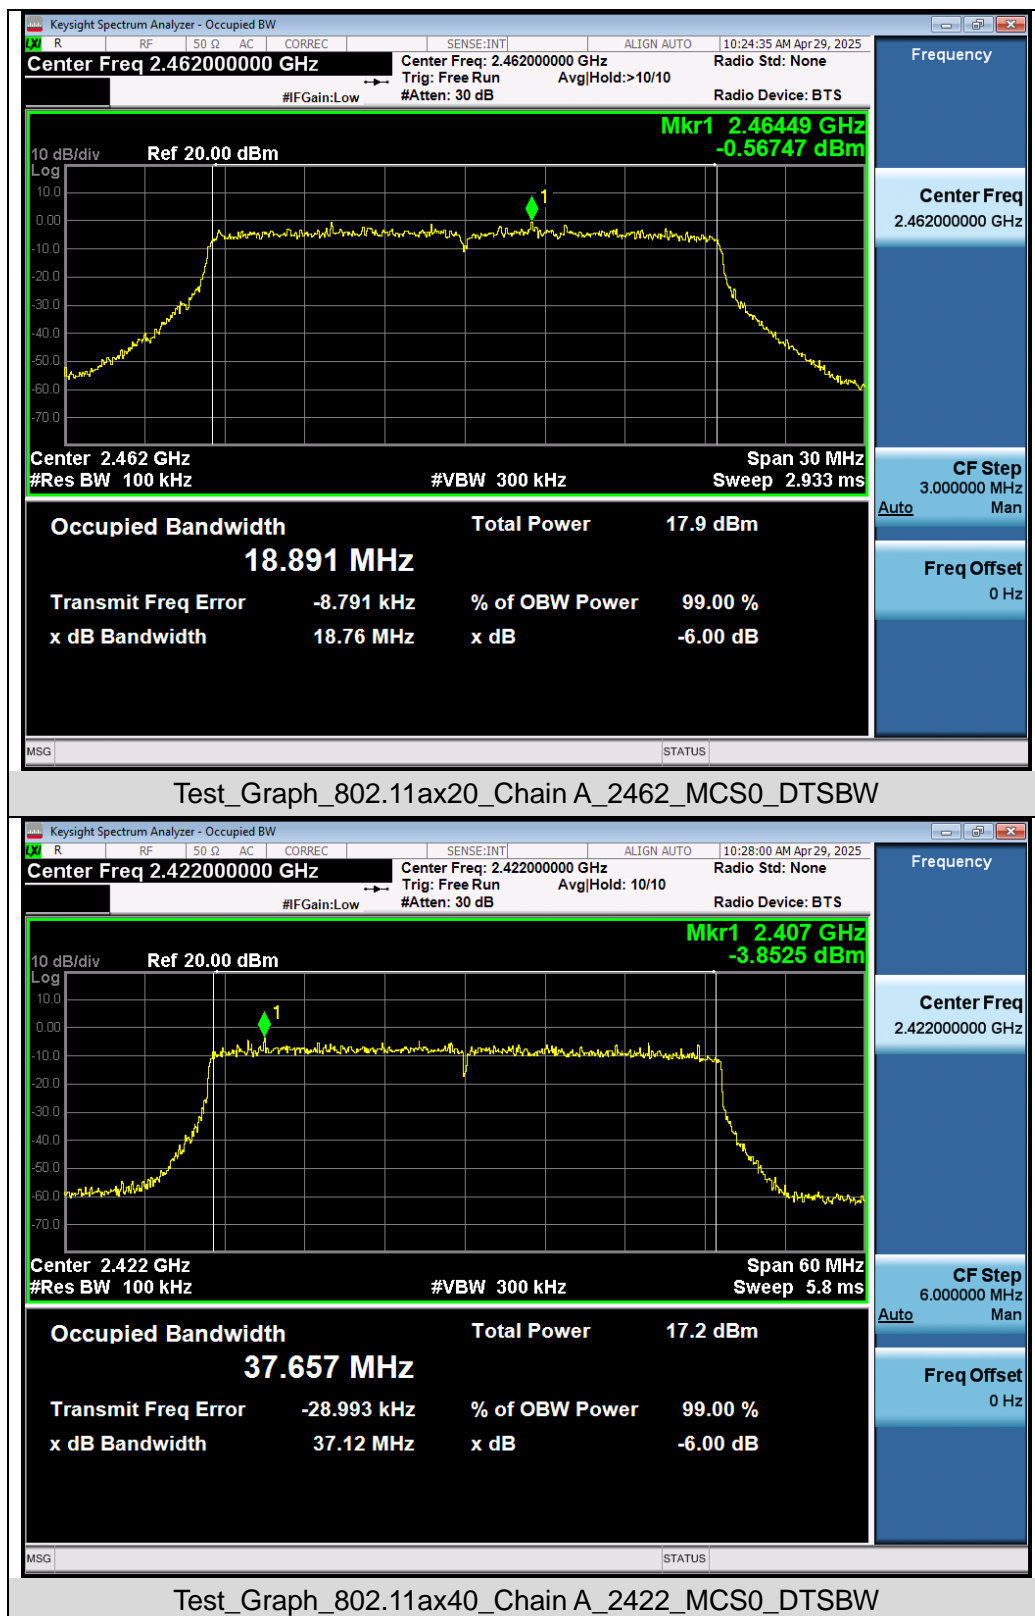 Keysight Spectrum Analyzer - Occupied BW
LXI R RF 50 Ω AC CORREC SENSE:INT ALIGN AUTO 10:24:35 AM Apr 29, 2025
Center Freq 2.462000000 GHz Center Freq: 2.462000000 GHz Radio Std: None Frequency
Trig: Free Run Avg|Hold:>10/10
#IFGain:Low #Atten: 30 dB Radio Device: BTS
Mkr1 2.46449 GHz
-0.56747 dBm
10 dB/div Ref 20.00 dBm
Log
10.0
0.00
-10.0
-20.0
-30.0
-40.0
-50.0
-60.0
-70.0
1
Center Freq
2.462000000 GHz
Center 2.462 GHz Span 30 MHz
#Res BW 100 kHz #VBW 300 kHz Sweep 2.933 ms
CF Step
3.000000 MHz
Auto Man
Occupied Bandwidth Total Power 17.9 dBm
18.891 MHz
Freq Offset
0 Hz
Transmit Freq Error -8.791 kHz % of OBW Power 99.00 %
x dB Bandwidth 18.76 MHz x dB -6.00 dB
MSG STATUS
Test_Graph_802.11ax20_Chain A_2462_MCS0_DTSBW
Keysight Spectrum Analyzer - Occupied BW
LXI R RF 50 Ω AC CORREC SENSE:INT ALIGN AUTO 10:28:00 AM Apr 29, 2025
Center Freq 2.422000000 GHz Center Freq: 2.422000000 GHz Radio Std: None Frequency
Trig: Free Run Avg|Hold: 10/10
#IFGain:Low #Atten: 30 dB Radio Device: BTS
Mkr1 2.407 GHz
-3.8525 dBm
10 dB/div Ref 20.00 dBm
Log
10.0
0.00
-10.0
-20.0
-30.0
-40.0
-50.0
-60.0
-70.0
1
Center Freq
2.422000000 GHz
Center 2.422 GHz Span 60 MHz
#Res BW 100 kHz #VBW 300 kHz Sweep 5.8 ms
CF Step
6.000000 MHz
Auto Man
Occupied Bandwidth Total Power 17.2 dBm
37.657 MHz
Freq Offset
0 Hz
Transmit Freq Error -28.993 kHz % of OBW Power 99.00 %
x dB Bandwidth 37.12 MHz x dB -6.00 dB
MSG STATUS
Test_Graph_802.11ax40_Chain A_2422_MCS0_DTSBW